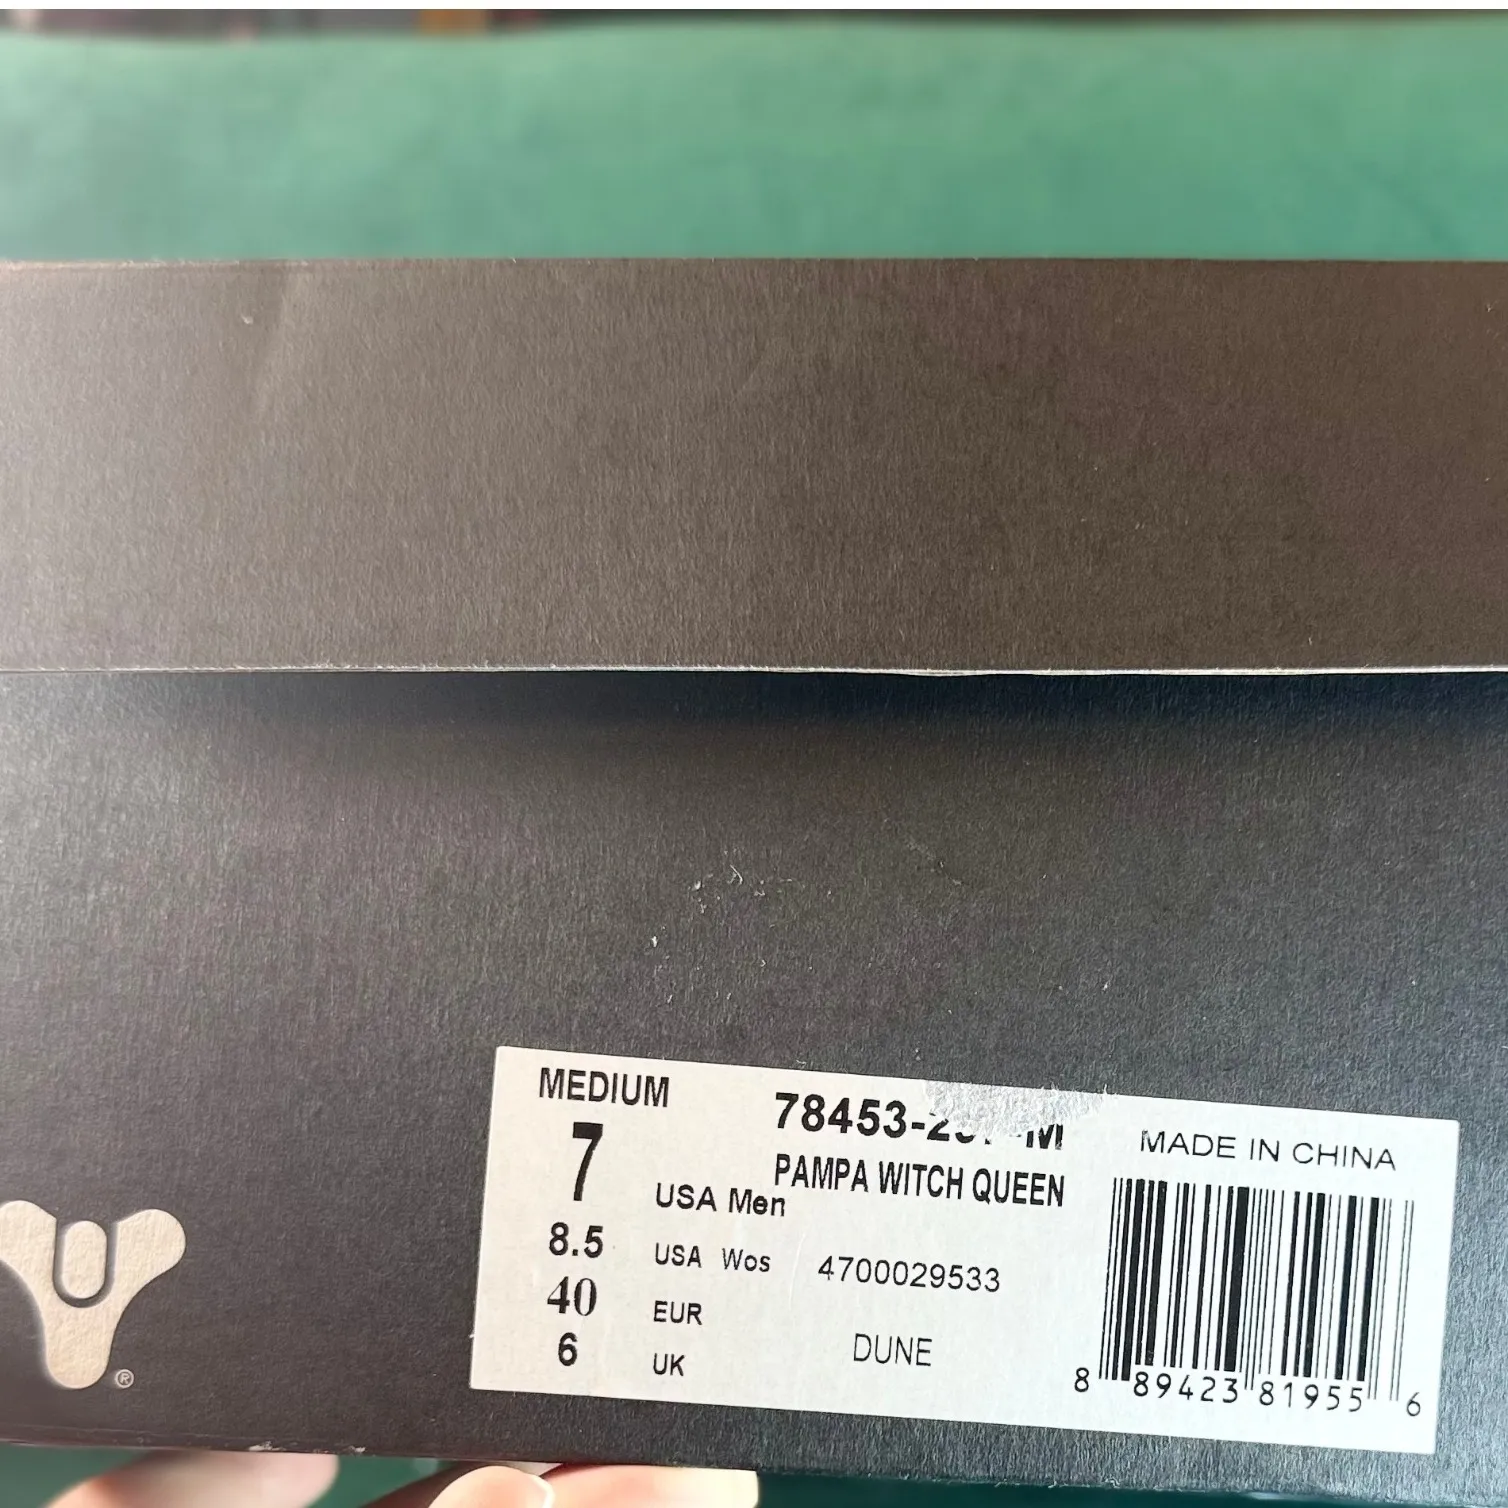 MEDIUM
7 USA Men
8.5 USA Wos
40 EUR
6 UK
78453-
PAMPA WITCH QUEEN
4700029533
DUNE
MADE IN CHINA
8 89423 81955 6
®